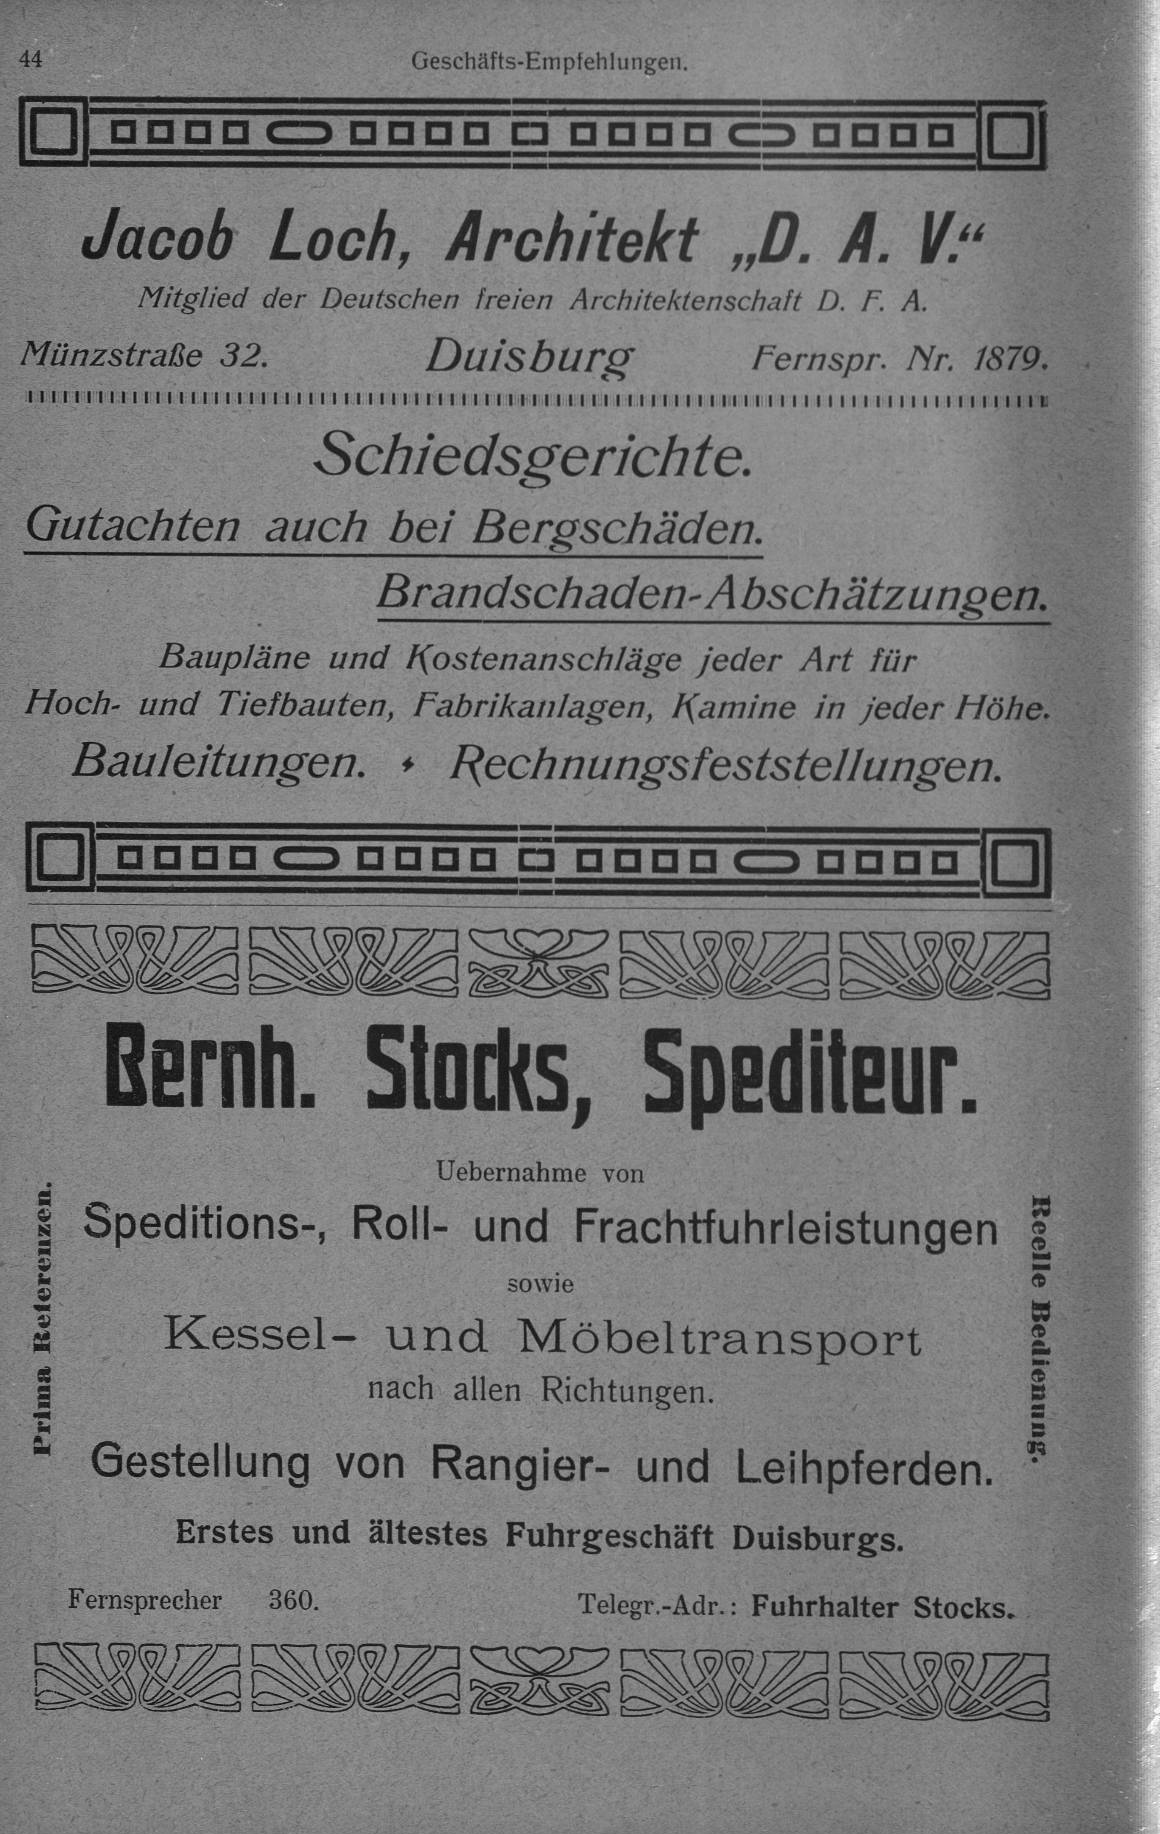 44
Geschäfts-Empfehlungen.
Jacob Loch, Architekt „D. A. V.“
Mitglied der Deutschen freien Architektenschaft D. F. A.
Münzstraße 32. Duisburg Fernspr. Nr. 1879.
Schiedsgerichte.
Gutachten auch bei Bergschäden.
Brandschaden-Abschätzungen.
Baupläne und Kostenanschläge jeder Art für
Hoch- und Tiefbauten, Fabrikanlagen, Kamine in jeder Höhe.
Bauleitungen. Rechnungsfeststellungen.
Bernh. Stocks, Spediteur.
Uebernahme von
Speditions-, Roll- und Frachtfuhrleistungen
sowie
Kessel- und Möbeltransport
nach allen Richtungen.
Gestellung von Rangier- und Leihpferden.
Erstes und ältestes Fuhrgeschäft Duisburgs.
Fernsprecher 360. Telegr.-Adr.: Fuhrhalter Stocks.
Prima Referenzen.
Reelle Bedienung.